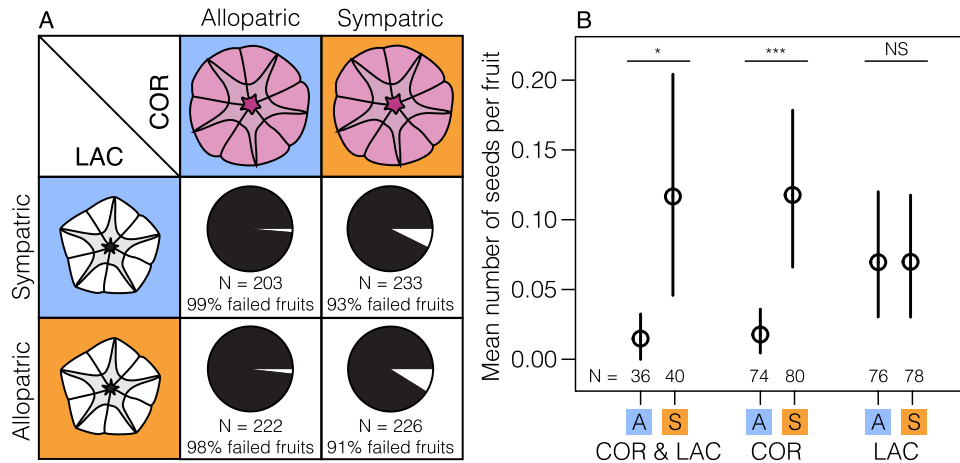 A
Allopatric Sympatric
COR
LAC
Sympatric
N = 203
99% failed fruits
N = 233
93% failed fruits
Allopatric
N = 222
98% failed fruits
N = 226
91% failed fruits
B
Mean number of seeds per fruit
0.20
0.15
0.10
0.05
0.00
* *** NS
N = 36 40 74 80 76 78
A S A S A S
COR & LAC COR LAC